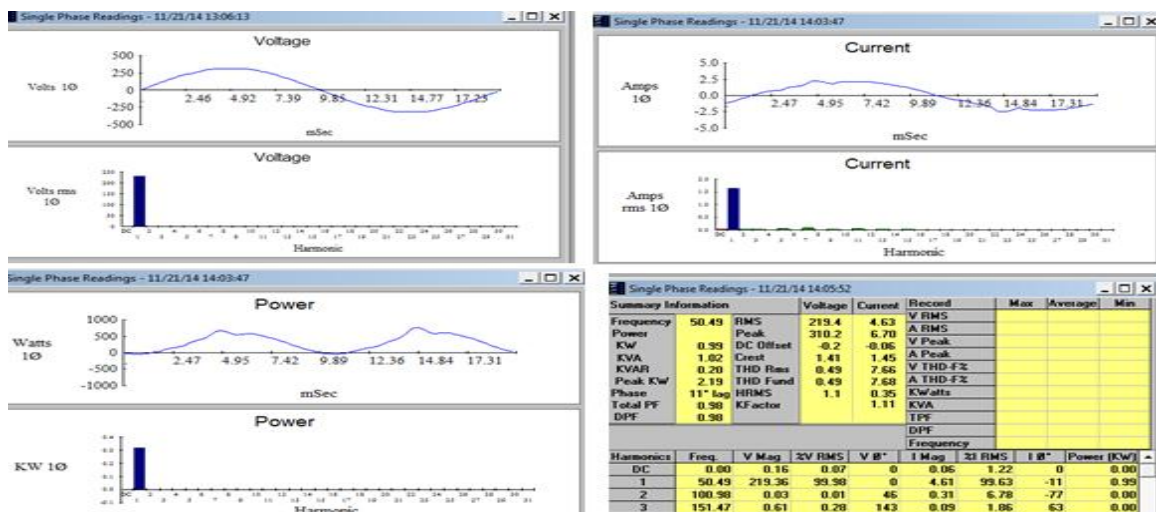 Single Phase Readings - 11/21/14 13:06:13
Voltage
500
250
0
-250
-500
Volts 1Ø
2.46 4.92 7.39 9.85 12.31 14.77 17.23
mSec
Voltage
Volts rms
1Ø
250
200
150
100
50
0
Harmonic
Single Phase Readings - 11/21/14 14:03:47
Current
5.0
2.5
0.0
-2.5
-5.0
Amps
1Ø
2.47 4.95 7.42 9.89 12.36 14.84 17.31
mSec
Current
Amps
rms 1Ø
Harmonic
Single Phase Readings - 11/21/14 14:03:47
Power
1000
500
0
-500
-1000
Watts
1Ø
2.47 4.95 7.42 9.89 12.36 14.84 17.31
mSec
Power
KW 1Ø
Harmonic
Single Phase Readings - 11/21/14 14:05:52
Summary Information Voltage Current Record Max Average Min
Frequency 50.49 RMS 219.4 4.63 V RMS
Power Peak 310.2 6.70 A RMS
KW 0.99 DC Offset -0.2 -0.06 V Peak
KVA 1.02 Crest 1.41 1.45 A Peak
KVAR 0.20 THD Rms 0.49 7.66 V THD-F%
Peak KW 2.19 THD Fund 0.49 7.68 A THD-F%
Phase 11° lag HRMS 1.1 0.35 KWatts
Total PF 0.98 KFactor 1.11 KVA
DPF 0.98 TPF
DPF
Frequency
Harmonics Freq. V Mag %V RMS V Ø° I Mag %I RMS I Ø° Power (KW)
DC 0.00 0.16 0.07 0 0.06 1.22 0 0.00
1 50.49 219.36 99.98 0 4.61 99.63 -11 0.99
2 100.98 0.03 0.01 46 0.31 6.78 -77 0.00
3 151.47 0.61 0.28 143 0.09 1.86 63 0.00